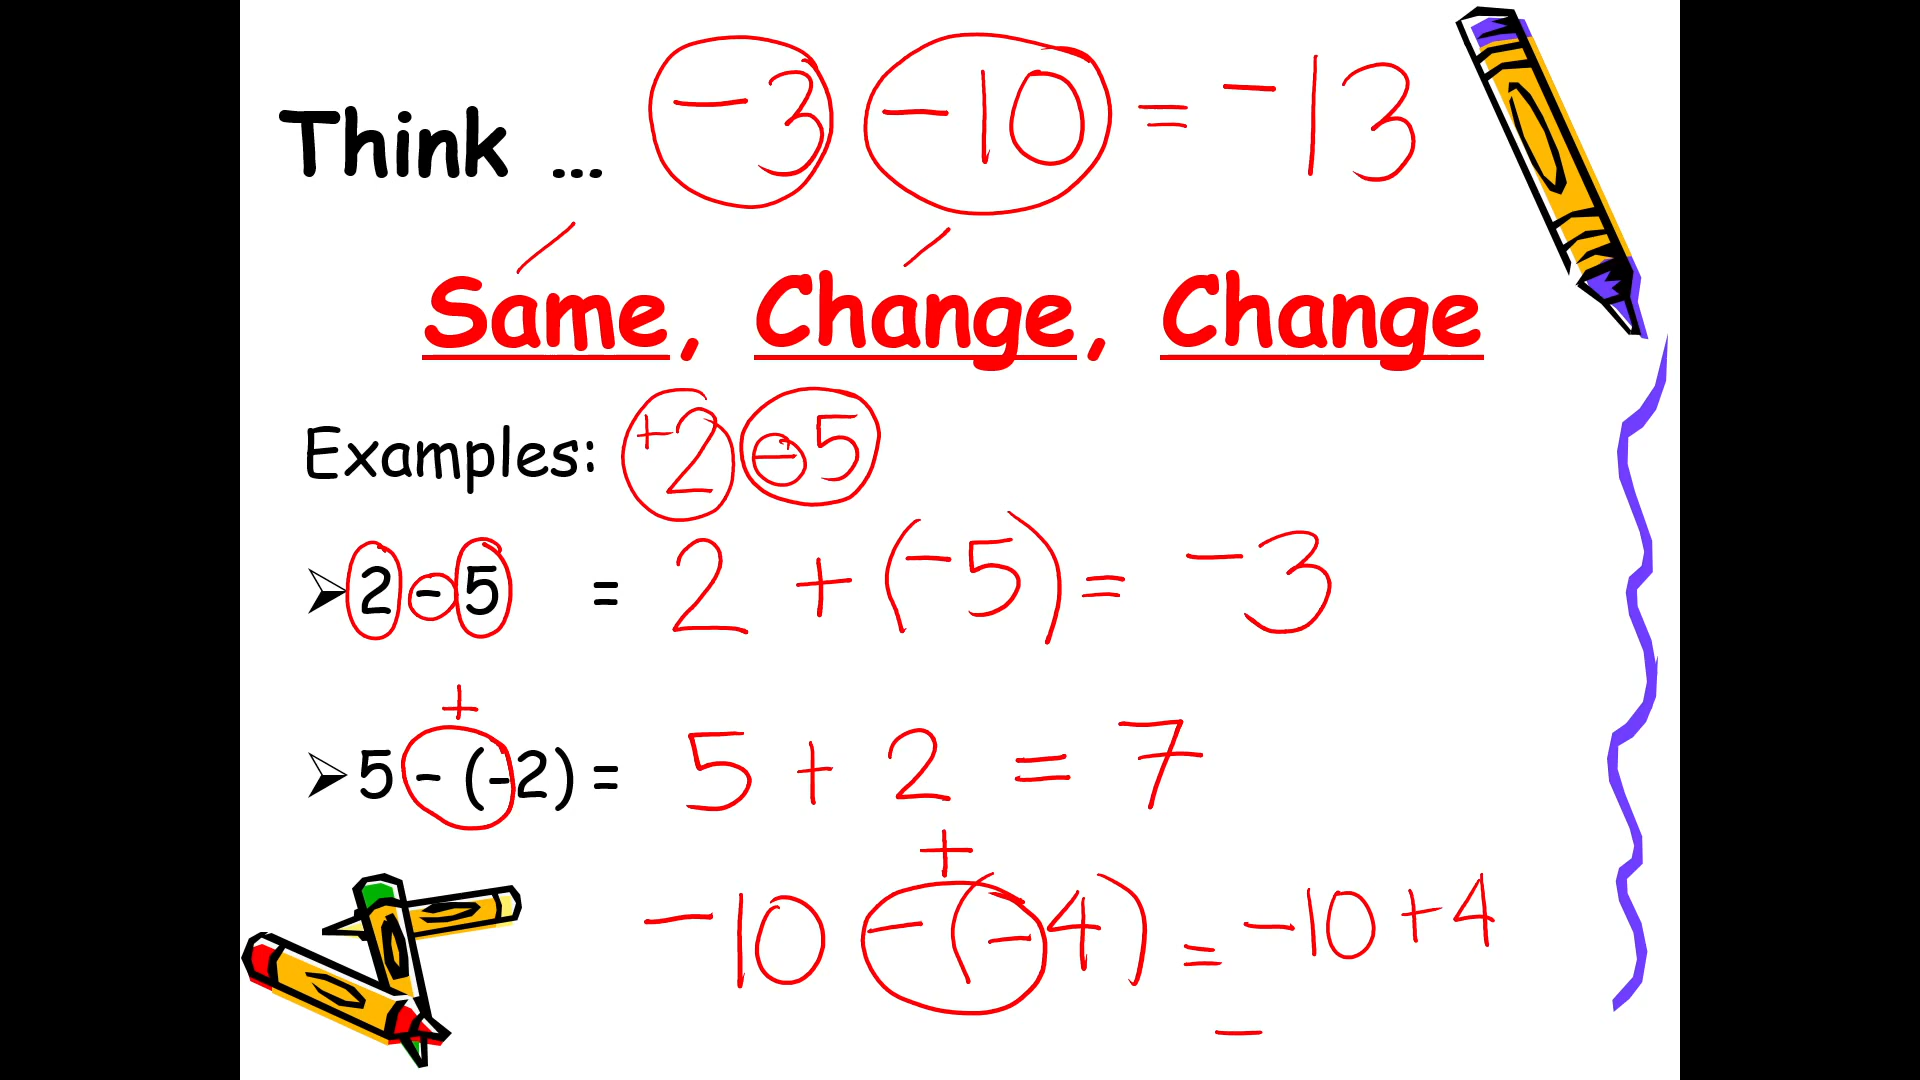 Think ... -3 -10 = -13
Same, Change, Change
Examples: +2 -5
2 - 5 = 2 + (-5) = -3
+
5 - (-2) = 5 + 2 = 7
+
-10 -(-4) = -10 + 4
-